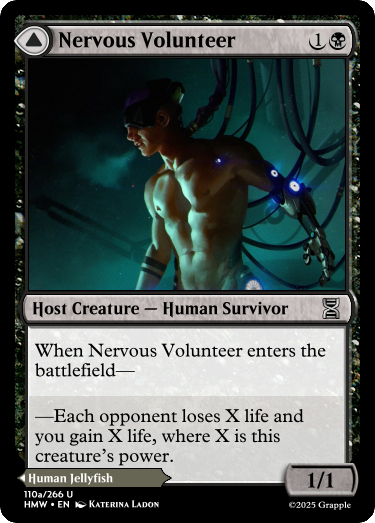 Nervous Volunteer 1
Host Creature — Human Survivor
When Nervous Volunteer enters the
battlefield—
—Each opponent loses X life and
you gain X life, where X is this
creature's power.
Human Jellyfish
1/1
110a/266 U
HMW • EN Katerina Ladon
©2025 Grapple